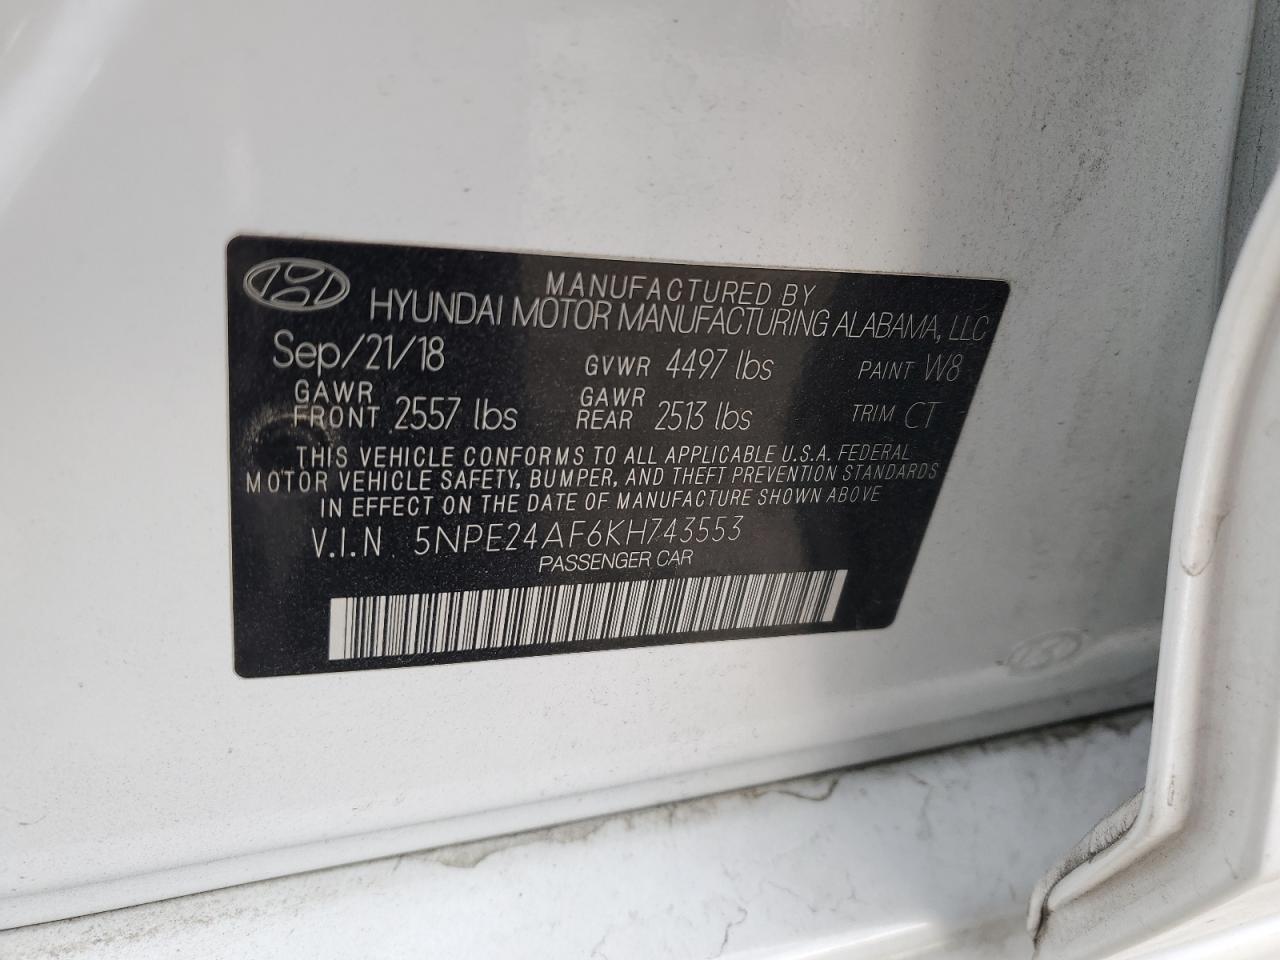 MANUFACTURED BY
HYUNDAI MOTOR MANUFACTURING ALABAMA, LLC
Sep/21/18 GVWR 4497 lbs PAINT W8
GAWR FRONT 2557 lbs GAWR REAR 2513 lbs TRIM CT
THIS VEHICLE CONFORMS TO ALL APPLICABLE U.S.A. FEDERAL
MOTOR VEHICLE SAFETY, BUMPER, AND THEFT PREVENTION STANDARDS
IN EFFECT ON THE DATE OF MANUFACTURE SHOWN ABOVE
V.I.N 5NPE24AF6KH743553
PASSENGER CAR